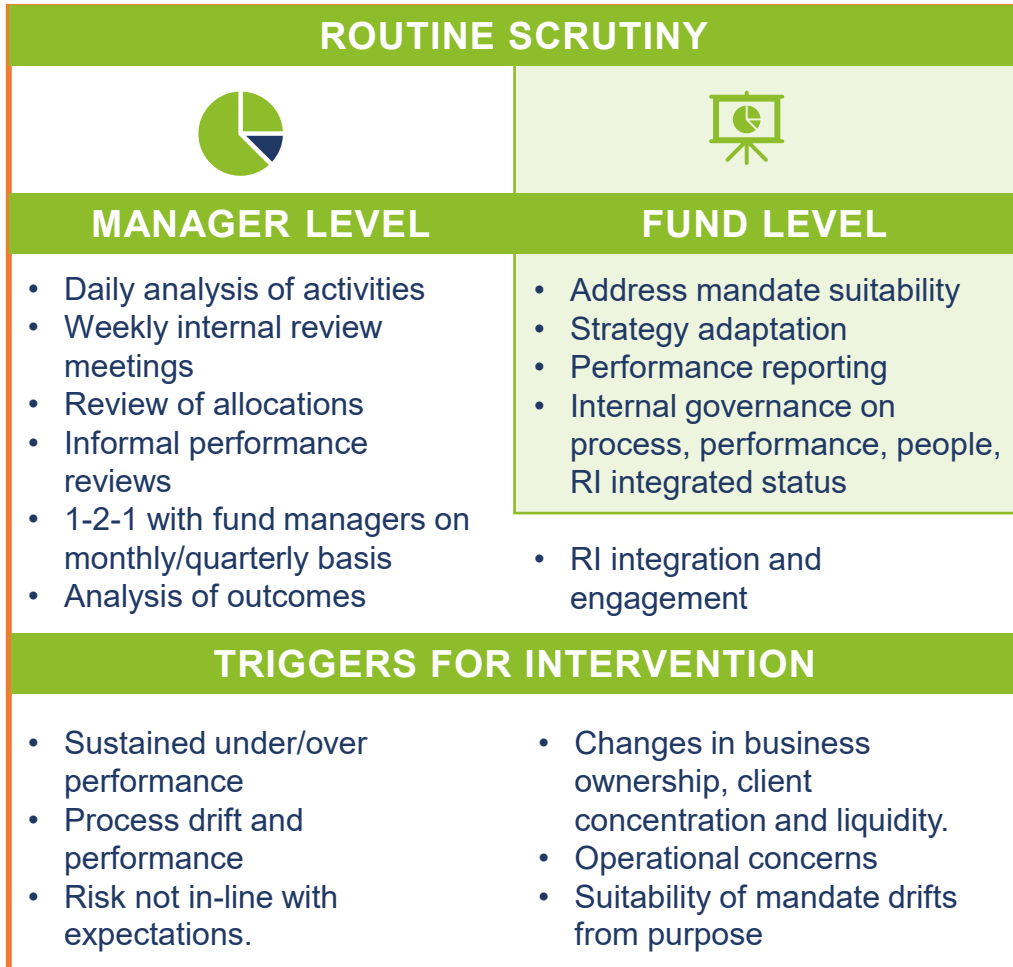 ROUTINE SCRUTINY
MANAGER LEVEL
• Daily analysis of activities
• Weekly internal review
meetings
• Review of allocations
• Informal performance
reviews
• 1-2-1 with fund managers on
monthly/quarterly basis
• Analysis of outcomes
FUND LEVEL
• Address mandate suitability
• Strategy adaptation
• Performance reporting
• Internal governance on
process, performance, people,
RI integrated status
• RI integration and
engagement
TRIGGERS FOR INTERVENTION
• Sustained under/over
performance
• Process drift and
performance
• Risk not in-line with
expectations.
• Changes in business
ownership, client
concentration and liquidity.
• Operational concerns
• Suitability of mandate drifts
from purpose